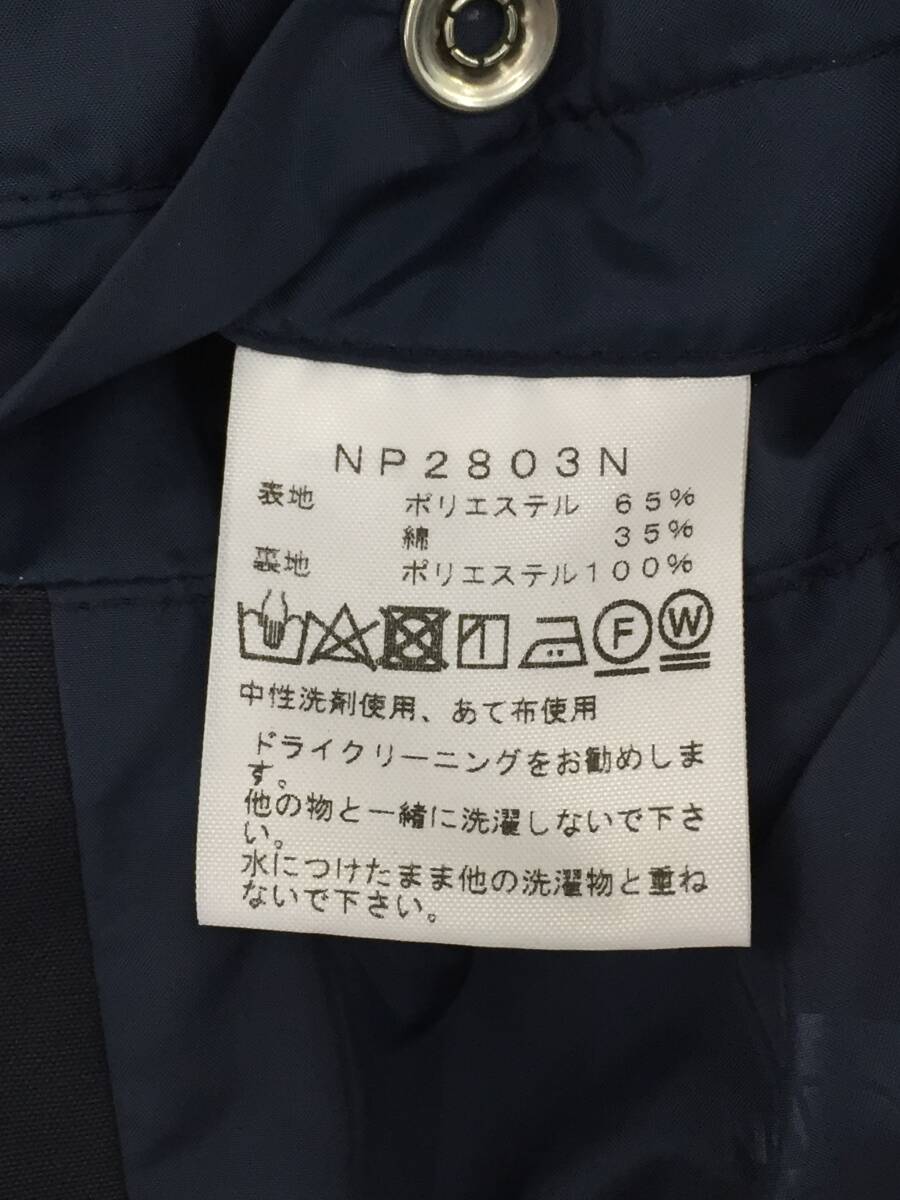 NP2803N
表地 ポリエステル 65%
綿 35%
裏地 ポリエステル100%
F W
中性洗剤使用、あて布使用
ドライクリーニングをお勧めしま
す。
他の物と一緒に洗濯しないで下さ
い。
水につけたまま他の洗濯物と重ね
ないで下さい。